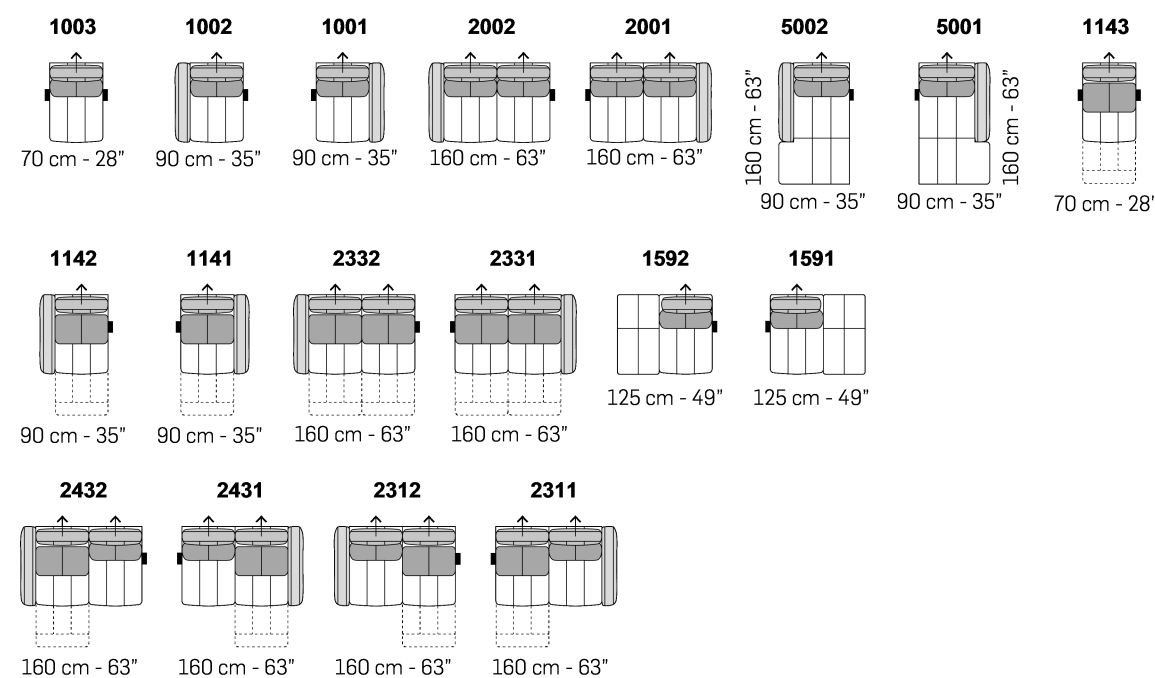 1003 1002 1001 2002 2001 5002 5001 1143
160 cm - 63”
160 cm - 63”
70 cm - 28” 90 cm - 35” 90 cm - 35” 160 cm - 63” 160 cm - 63”
90 cm - 35” 90 cm - 35” 70 cm - 28'
1142 1141 2332 2331 1592 1591
125 cm - 49” 125 cm - 49”
90 cm - 35” 90 cm - 35” 160 cm - 63” 160 cm - 63”
2432 2431 2312 2311
160 cm - 63” 160 cm - 63” 160 cm - 63” 160 cm - 63”